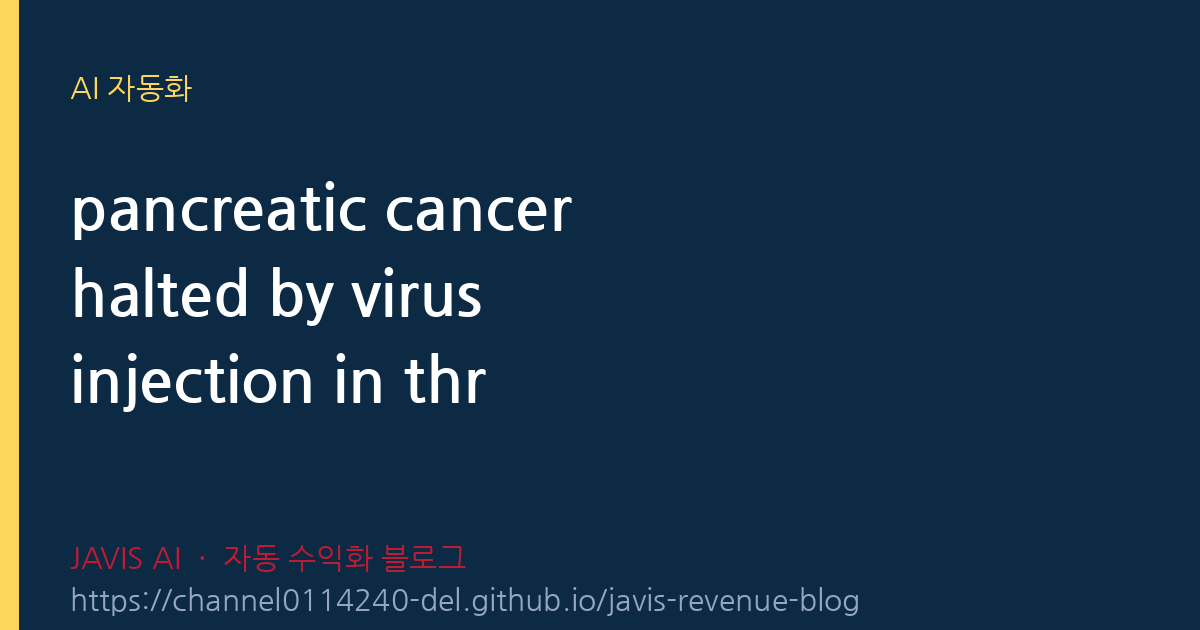 AI 자동화
pancreatic cancer
halted by virus
injection in thr
JAVIS AI · 자동 수익화 블로그
https://channel0114240-del.github.io/javis-revenue-blog